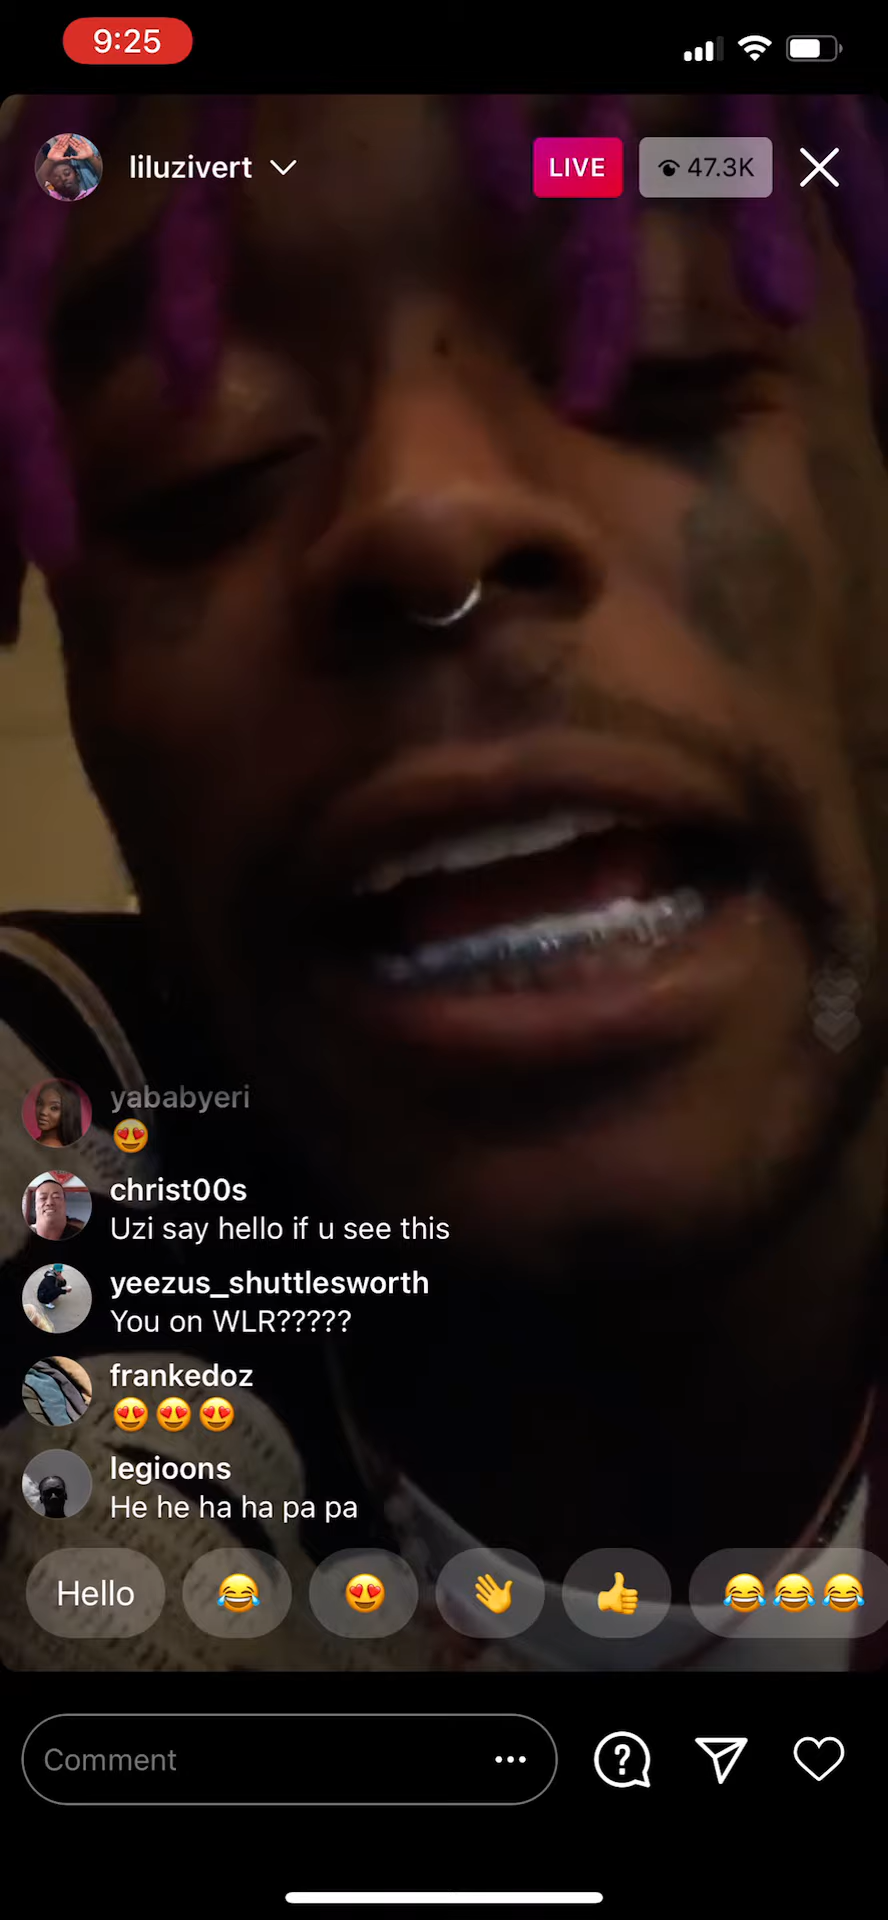 9:25
liluzivert
LIVE
47.3K
yababyeri
😍
christ00s
Uzi say hello if u see this
yeezus_shuttlesworth
You on WLR?????
frankedoz
😍😍😍
legioons
He he ha ha pa pa
Hello 😂 😍 👋 👍 😂😂😂
Comment